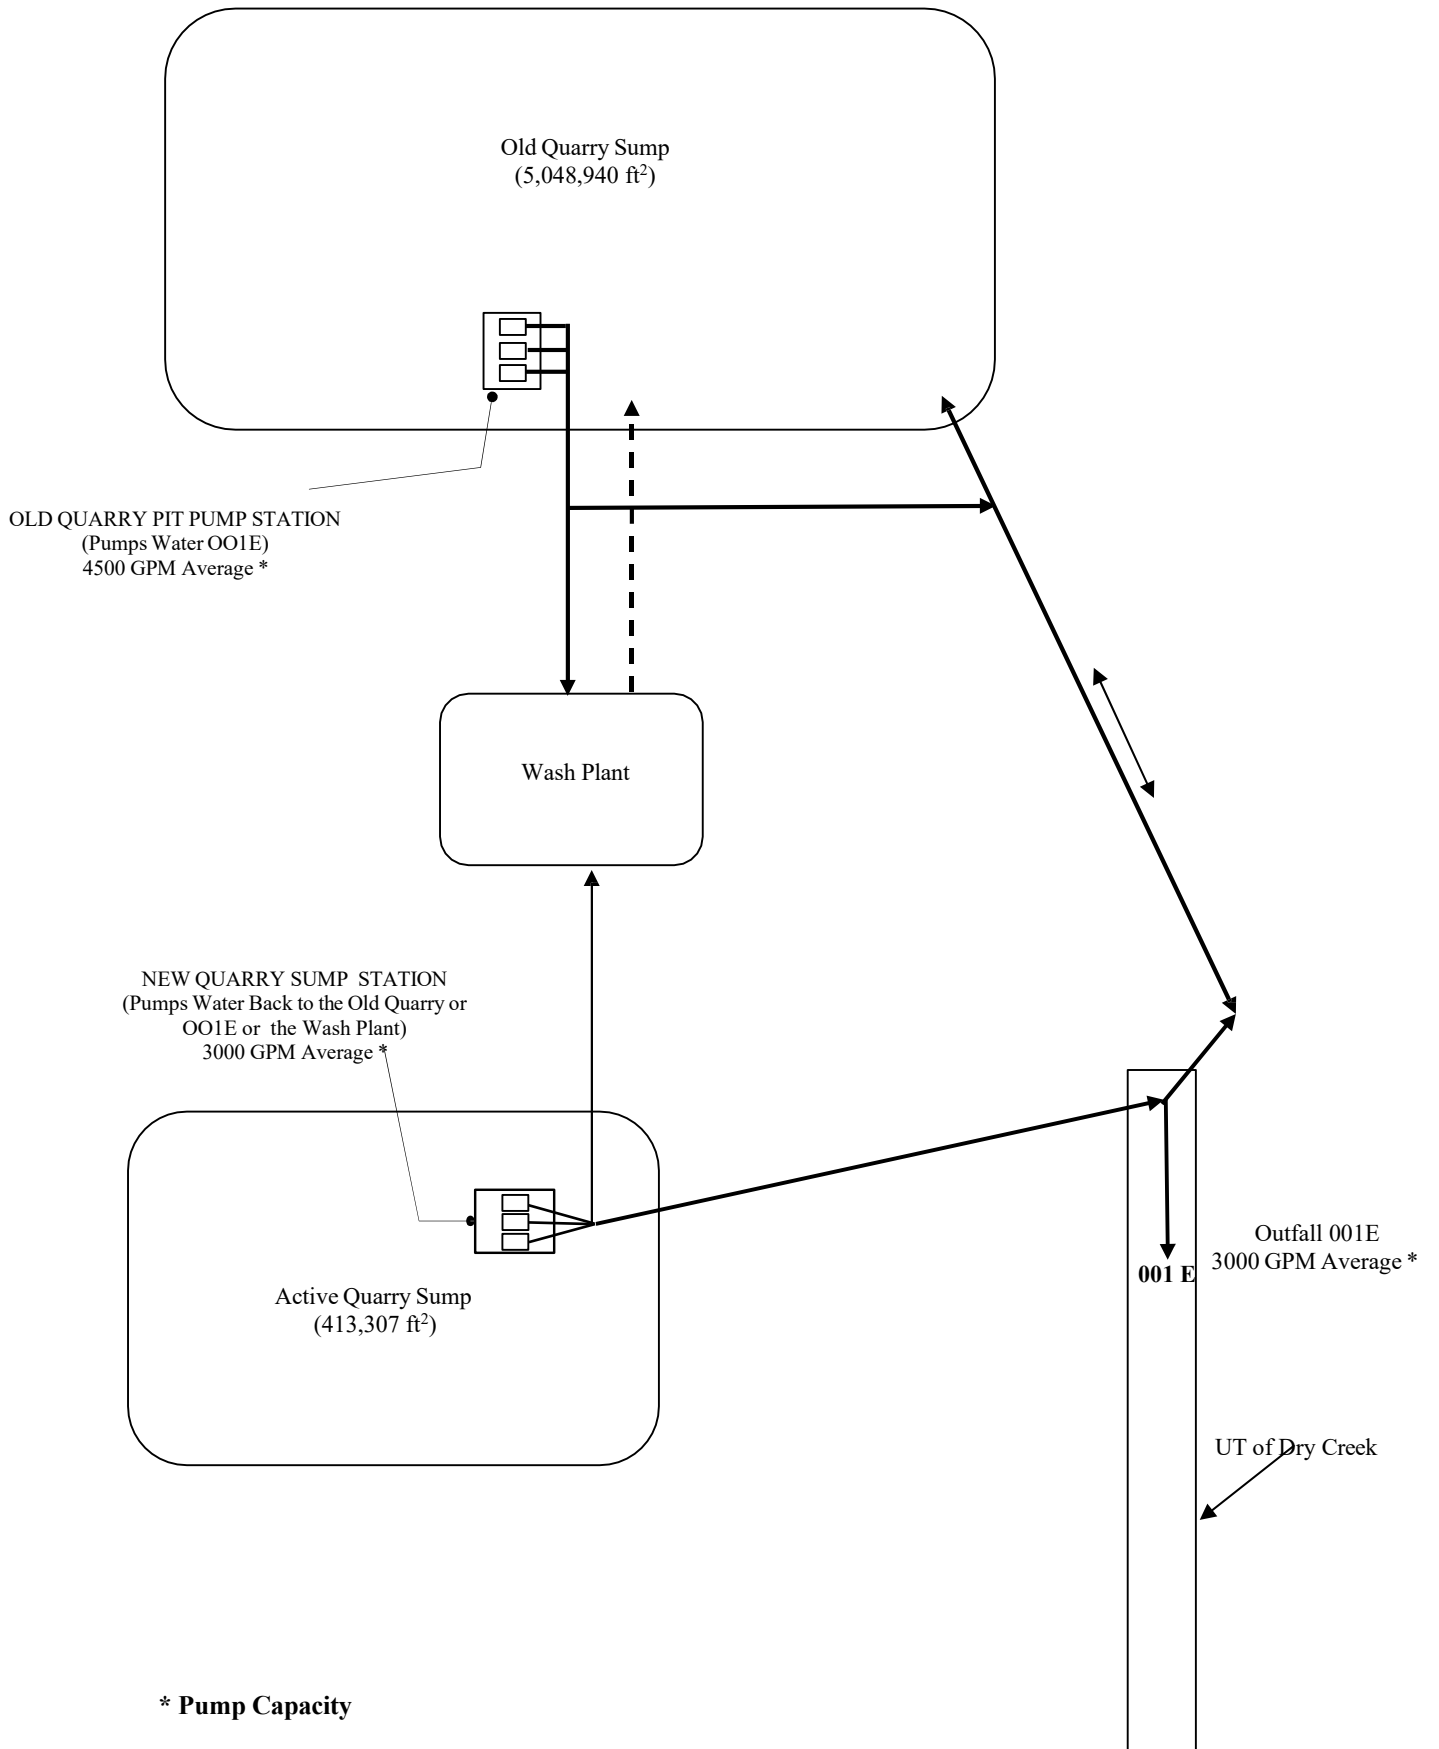 Old Quarry Sump
(5,048,940 ft²)
OLD QUARRY PIT PUMP STATION
(Pumps Water OO1E)
4500 GPM Average *
Wash Plant
NEW QUARRY SUMP STATION
(Pumps Water Back to the Old Quarry or
OO1E or the Wash Plant)
3000 GPM Average *
Outfall 001E
3000 GPM Average *
001 E
Active Quarry Sump
(413,307 ft²)
UT of Dry Creek
* Pump Capacity